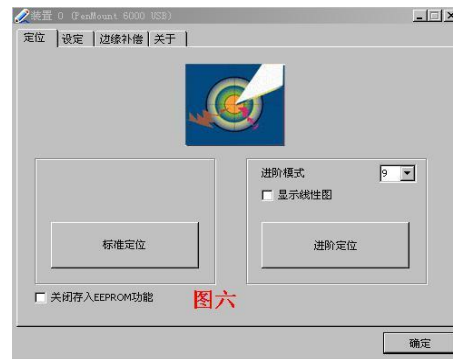 装置 0 (PenMount 6000 USB)
定位 设定 边缘补偿 关于
进阶模式 9
显示线性图
标准定位 进阶定位
关闭存入EEPROM功能 图六
确定